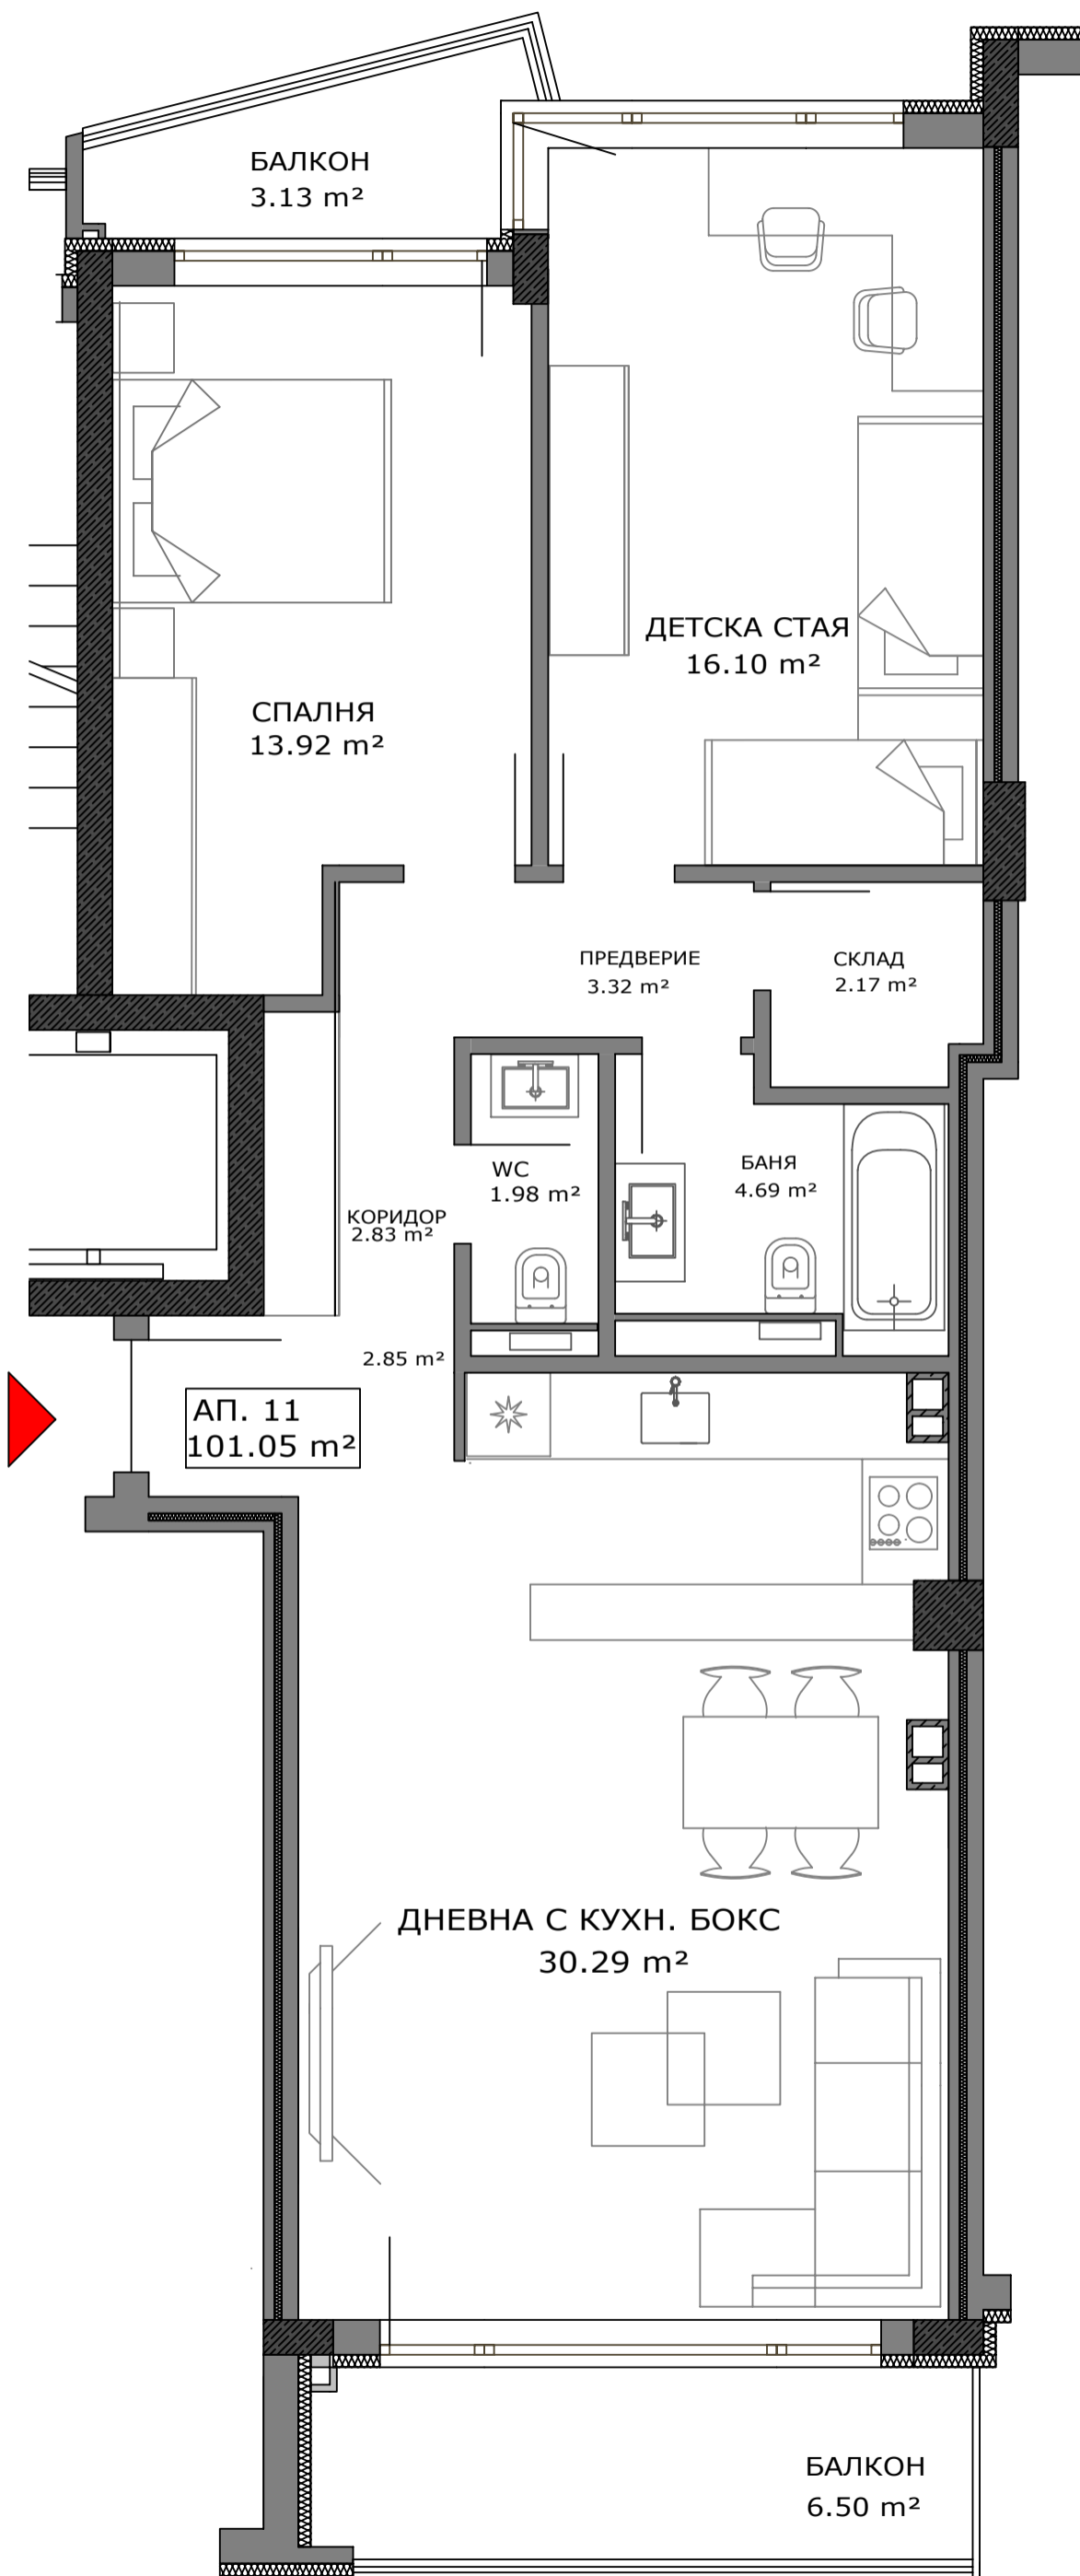 БАЛКОН
3.13 m²
ДЕТСКА СТАЯ
16.10 m²
СПАЛНЯ
13.92 m²
ПРЕДВЕРИЕ
3.32 m²
СКЛАД
2.17 m²
WC
1.98 m²
БАНЯ
4.69 m²
КОРИДОР
2.83 m²
2.85 m²
АП. 11
101.05 m²
ДНЕВНА С КУХН. БОКС
30.29 m²
БАЛКОН
6.50 m²